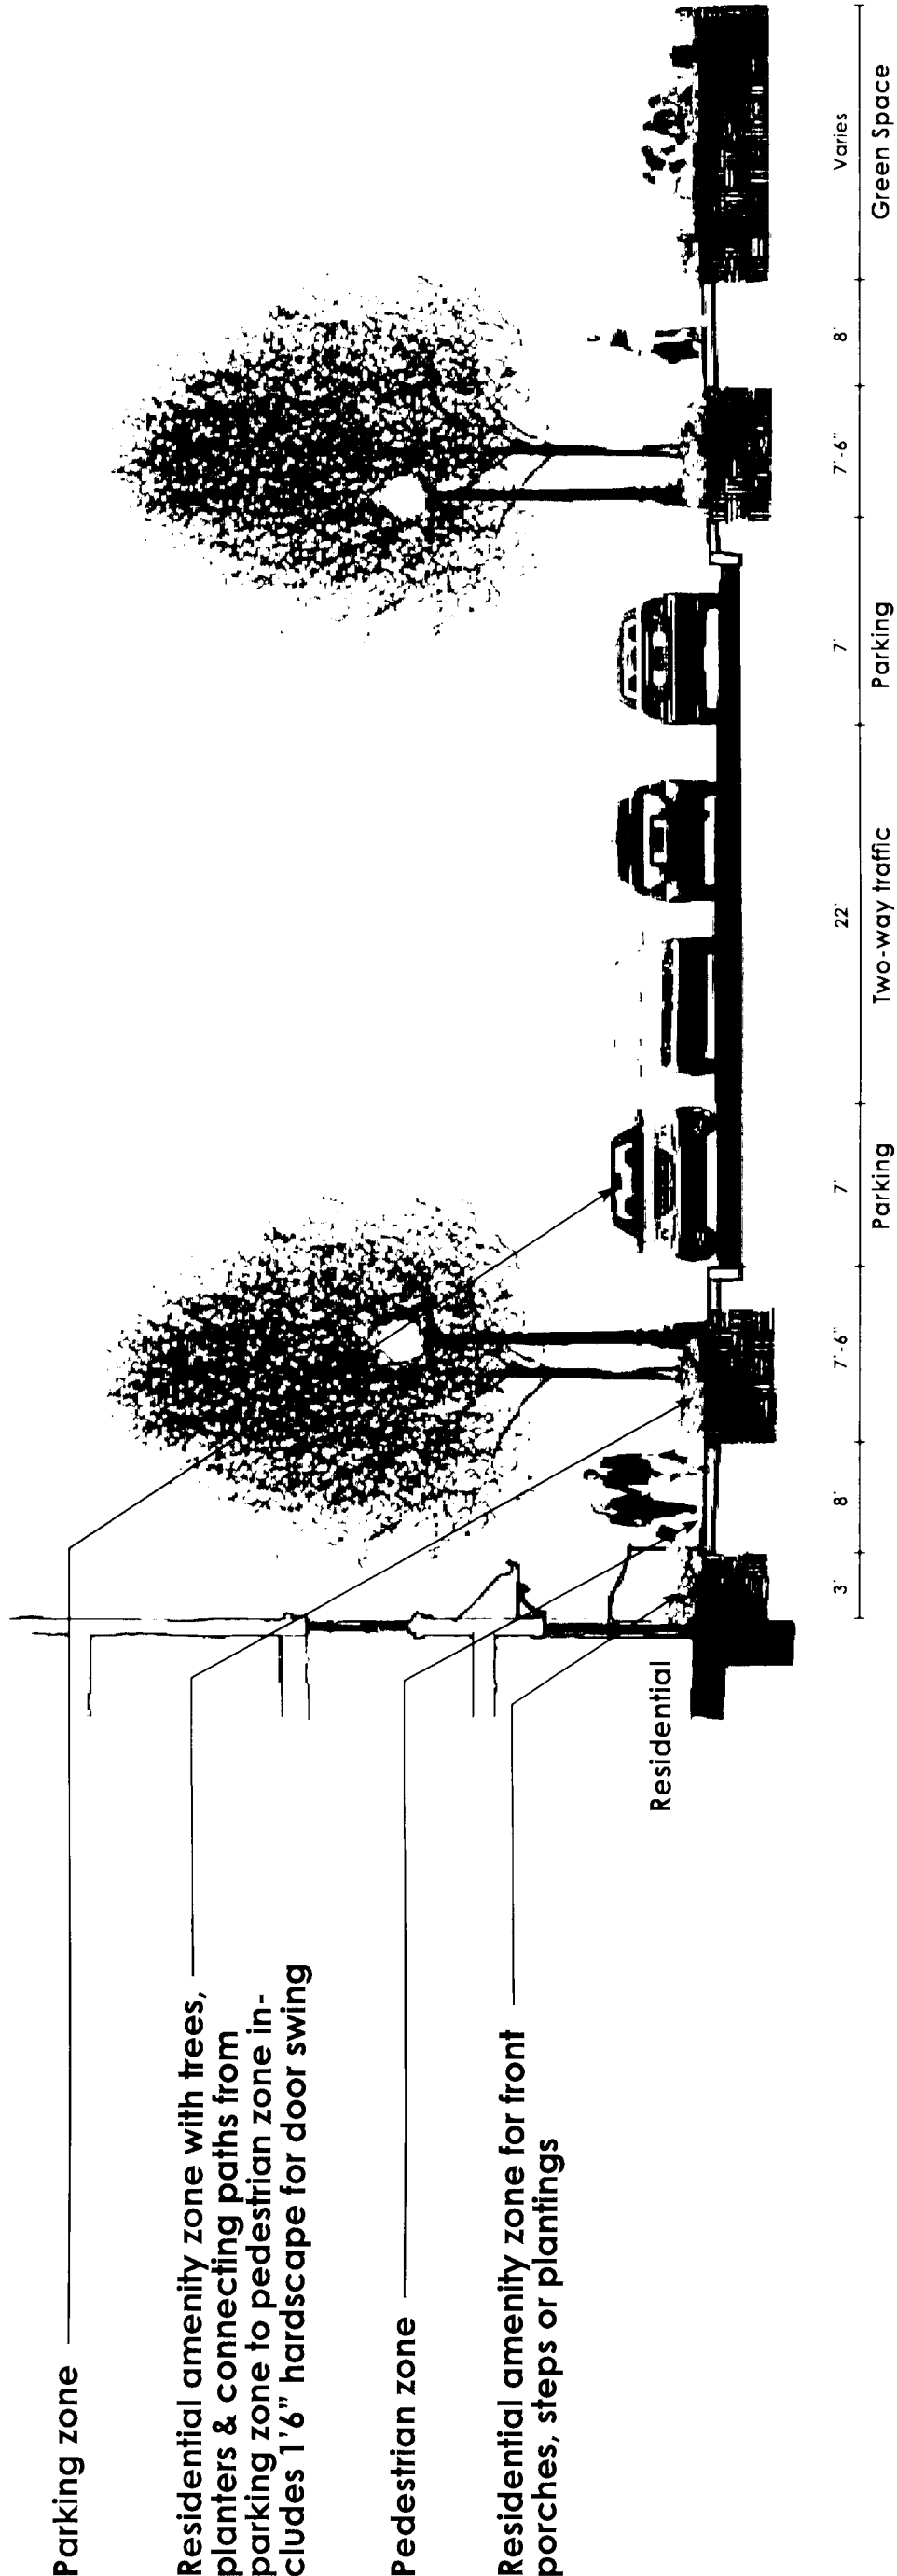 Parking zone
Residential amenity zone with trees,
planters & connecting paths from
parking zone to pedestrian zone in-
cludes 1'6" hardscape for door swing
Pedestrian zone
Residential amenity zone for front
porches, steps or plantings
Residential
3'
8'
7'-6"
7'
22'
7'
7'-6"
8'
Varies
Parking
Two-way traffic
Parking
Green Space